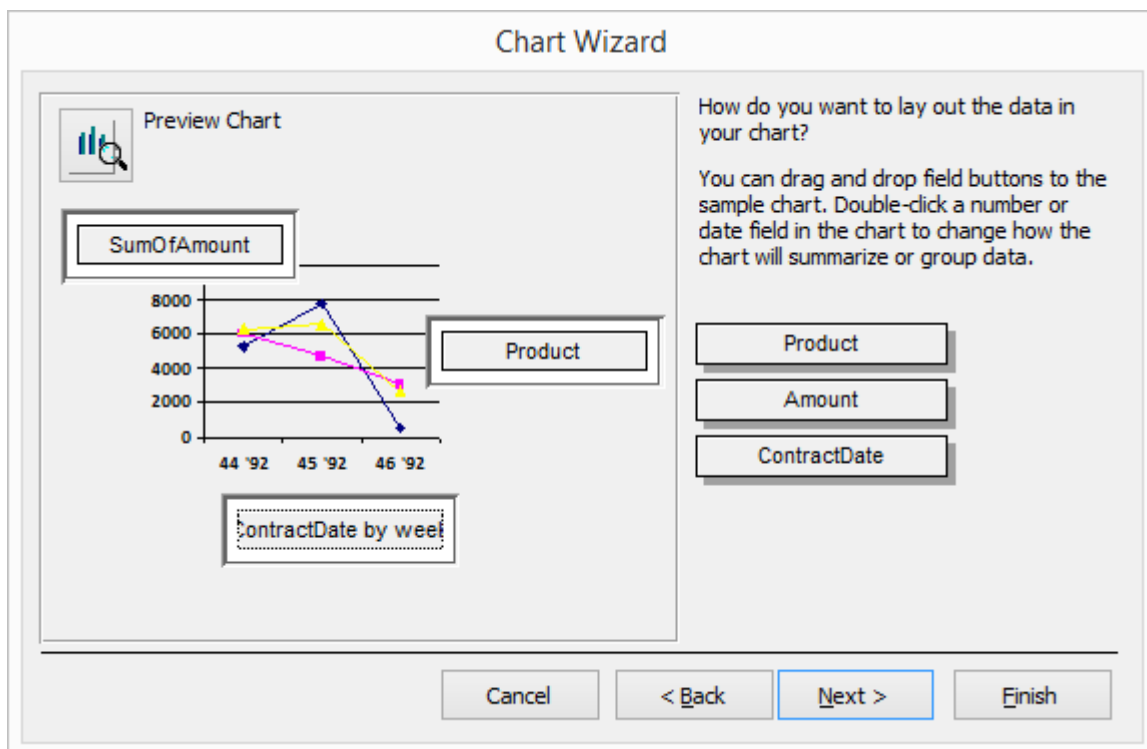 Chart Wizard
Preview Chart
SumOfAmount
8000
6000
4000
2000
0
44 '92 45 '92 46 '92
Product
ContractDate by week
How do you want to lay out the data in
your chart?
You can drag and drop field buttons to the
sample chart. Double-click a number or
date field in the chart to change how the
chart will summarize or group data.
Product
Amount
ContractDate
Cancel
< Back
Next >
Finish